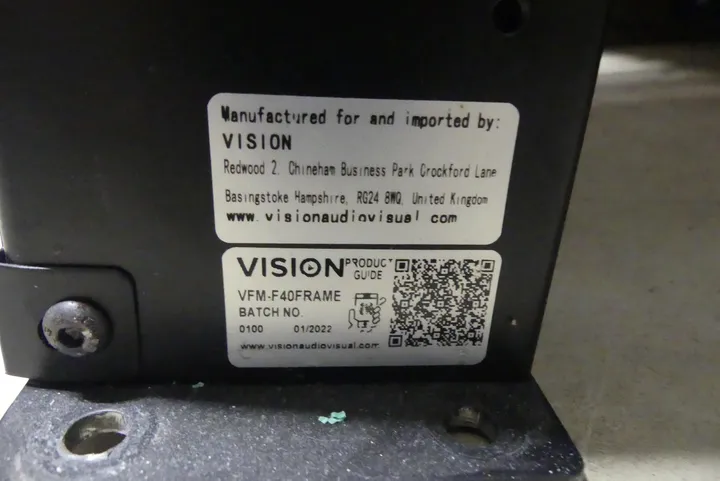 Manufactured for and imported by:
VISION
Redwood 2, Chineham Business Park Crockford Lane
Basingstoke Hampshire, RG24 8WQ, United Kingdom
www.visionaudiovisual.com
VISION
PRODUCT
GUIDE
VFM-F40FRAME
BATCH NO.
0100 01/2022
www.visionaudiovisual.com